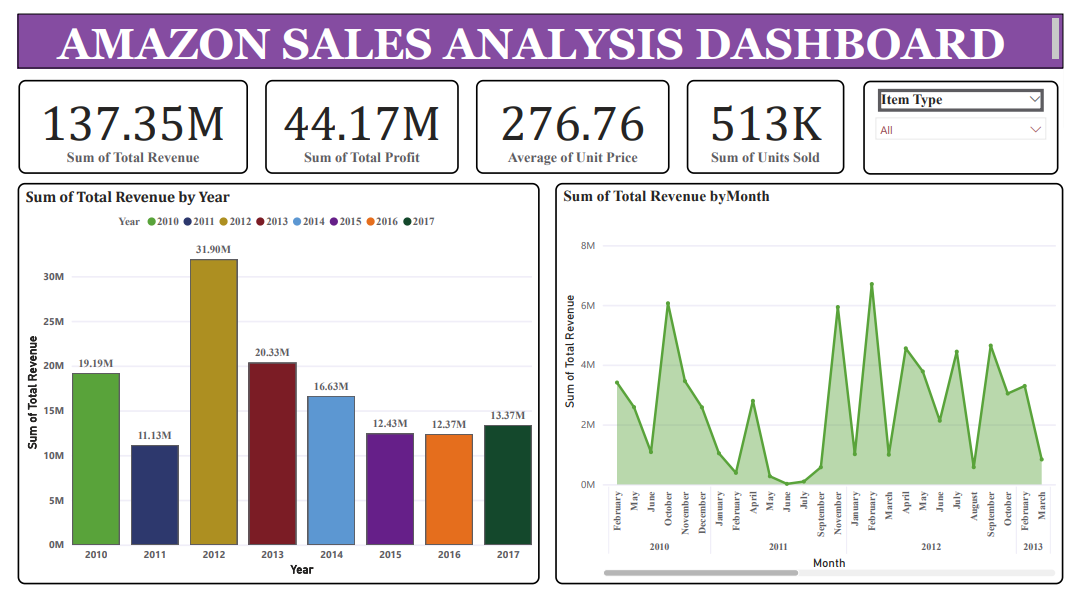 AMAZON SALES ANALYSIS DASHBOARD
137.35M
Sum of Total Revenue
44.17M
Sum of Total Profit
276.76
Average of Unit Price
513K
Sum of Units Sold
Item Type
All
Sum of Total Revenue by Year
Year 2010 2011 2012 2013 2014 2015 2016 2017
Sum of Total Revenue
30M
25M
20M
15M
10M
5M
0M
19.19M
11.13M
31.90M
20.33M
16.63M
12.43M
12.37M
13.37M
2010 2011 2012 2013 2014 2015 2016 2017
Year
Sum of Total Revenue byMonth
Sum of Total Revenue
8M
6M
4M
2M
0M
February May June October November December January February April May June July September November January February March April May June July August September October February March
2010 2011 2012 2013
Month